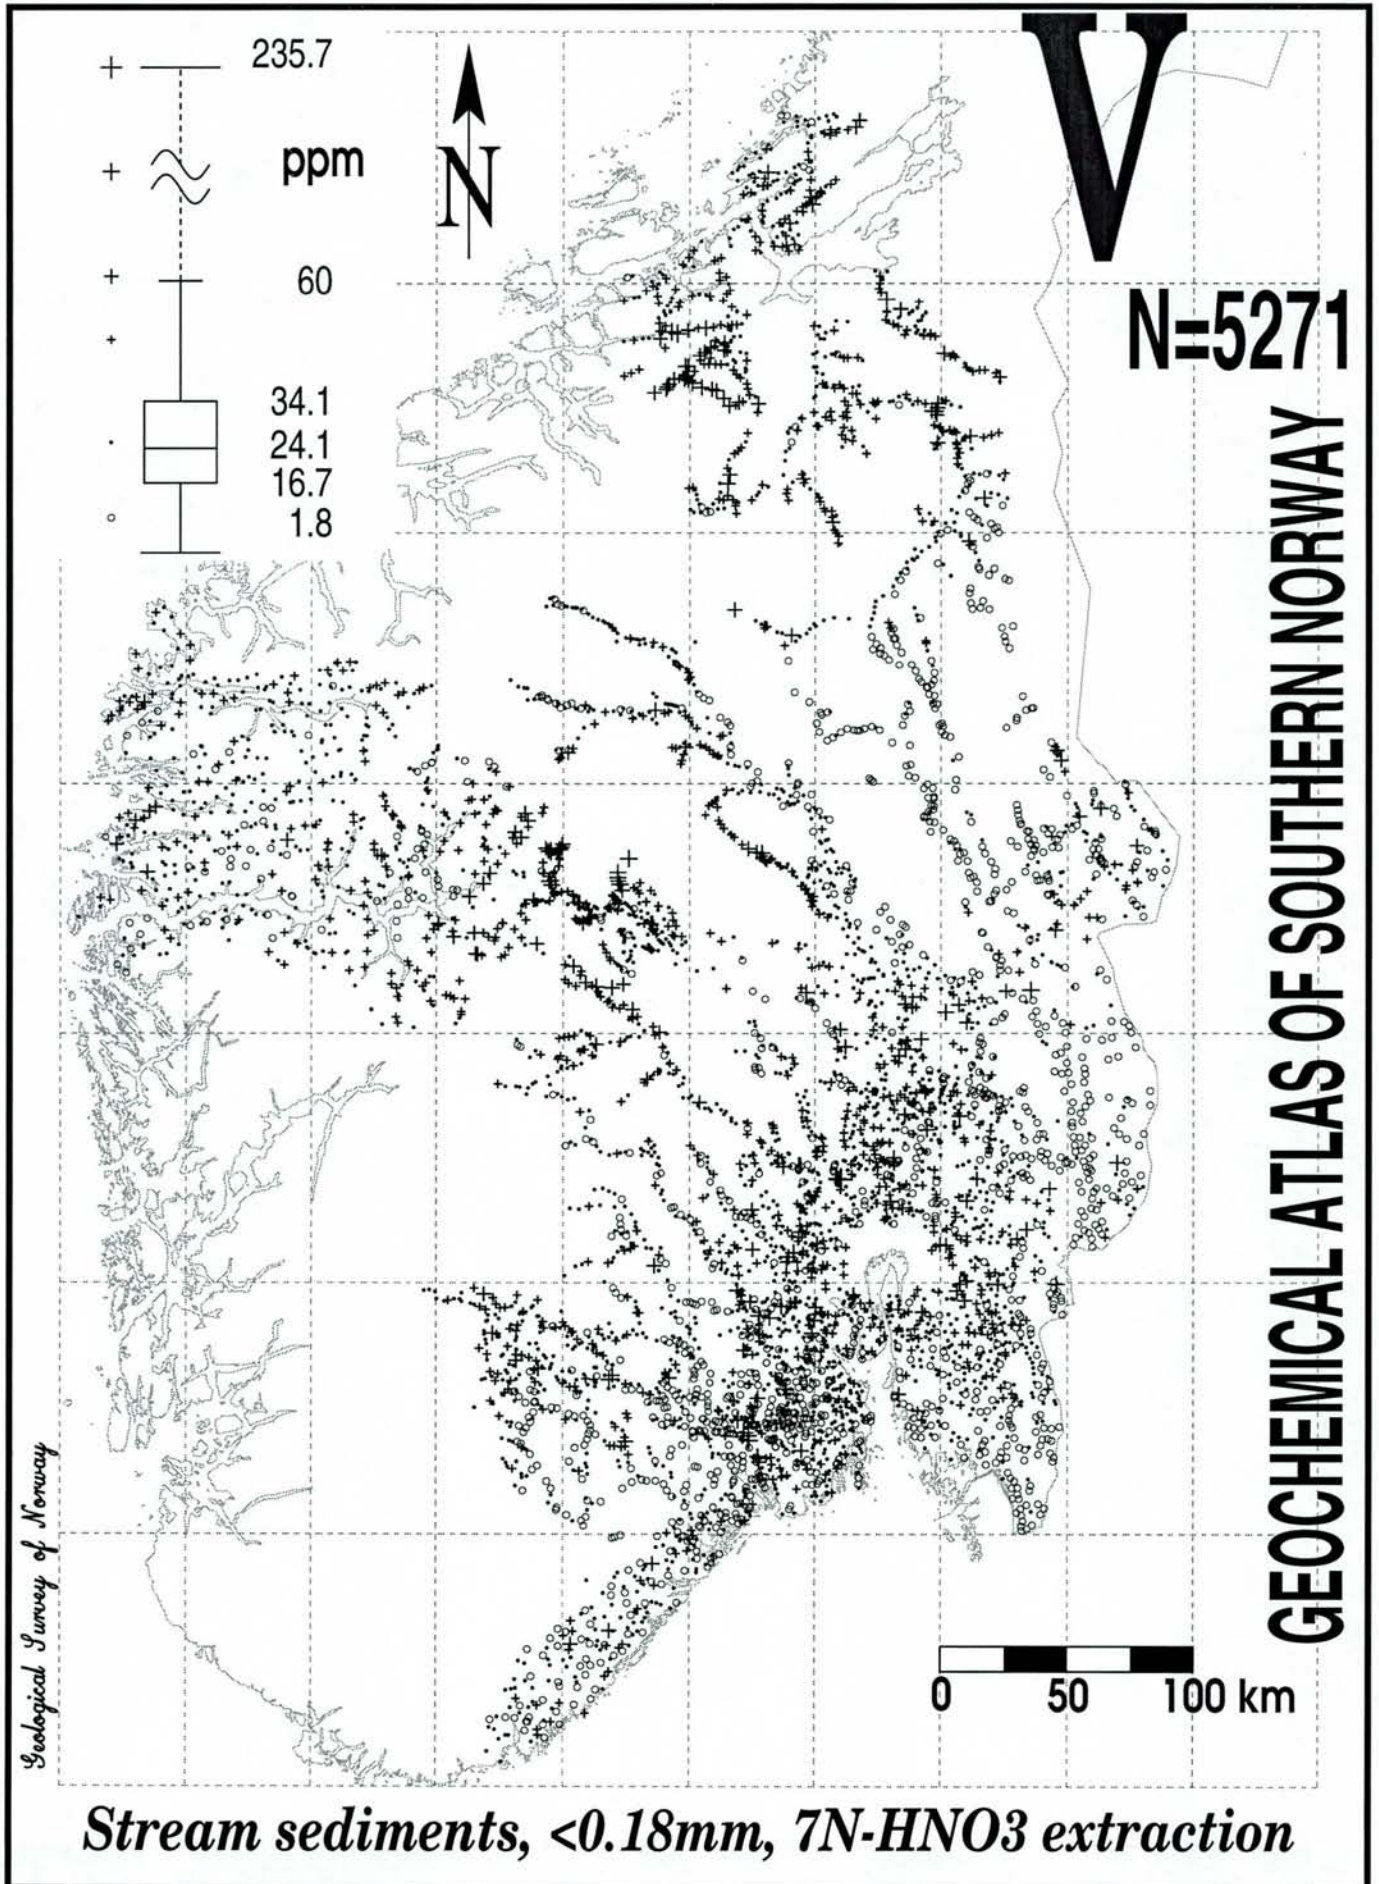 235.7
ppm
N
60
34.1
24.1
16.7
1.8
V
N=5271
GEOCHEMICAL ATLAS OF SOUTHERN NORWAY
Geological Survey of Norway
0 50 100 km
Stream sediments, <0.18mm, 7N-HNO3 extraction